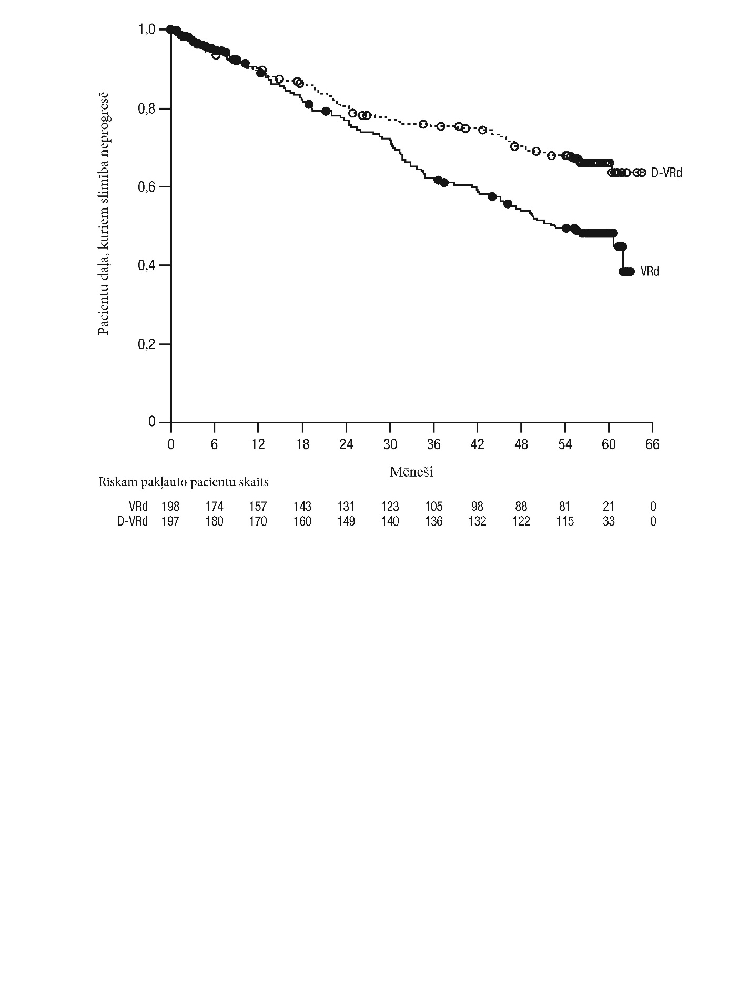 Pacientu daļa, kuriem slimība neprogresē
1,0
0,8
0,6
0,4
0,2
0
D-VRd
VRd
0 6 12 18 24 30 36 42 48 54 60 66
Mēneši
Riskam pakļauto pacientu skaits
VRd 198 174 157 143 131 123 105 98 88 81 21 0
D-VRd 197 180 170 160 149 140 136 132 122 115 33 0